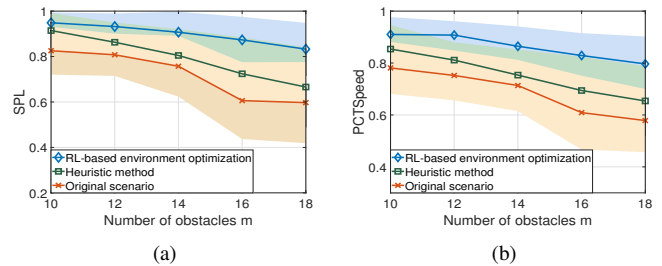 1
0.8
0.6
0.4
0.2
SPL
RL-based environment optimization
Heuristic method
Original scenario
10 12 14 16 18
Number of obstacles m
(a)
1
0.8
0.6
0.4
PCTSpeed
RL-based environment optimization
Heuristic method
Original scenario
10 12 14 16 18
Number of obstacles m
(b)